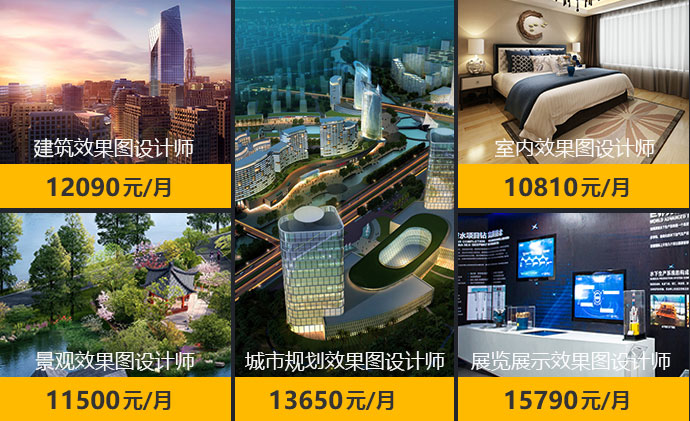 建筑效果图设计师
12090元/月
室内效果图设计师
10810元/月
景观效果图设计师
11500元/月
城市规划效果图设计师
13650元/月
展览展示效果图设计师
15790元/月